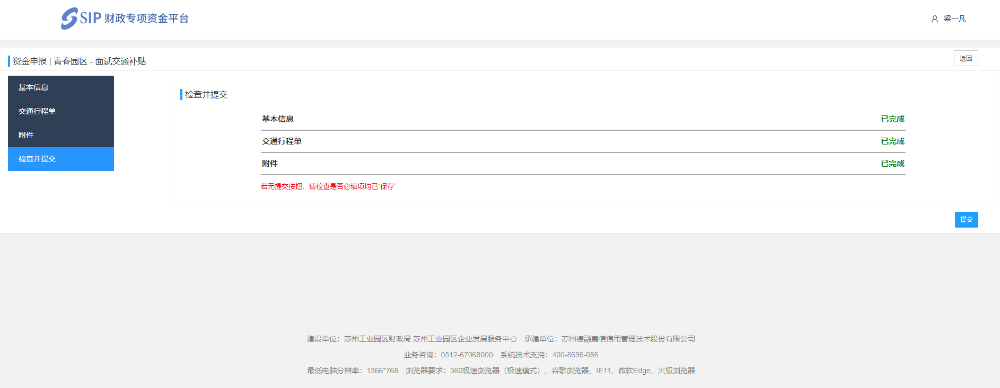 SIP 财政专项资金平台
梁一凡
资金申报 | 青春园区 - 面试交通补贴
返回
基本信息
交通行程单
附件
检查并提交
检查并提交
基本信息 已完成
交通行程单 已完成
附件 已完成
若无提交按钮，请检查是否必填项均已“保存”
提交
建设单位：苏州工业园区财政局 苏州工业园区企业发展服务中心 承建单位：苏州德融嘉信信用管理技术股份有限公司
业务咨询：0512-67068000 系统技术支持：400-8696-086
最低电脑分辨率：1366*768 浏览器要求：360极速浏览器（极速模式）、谷歌浏览器、IE11、微软Edge、火狐浏览器